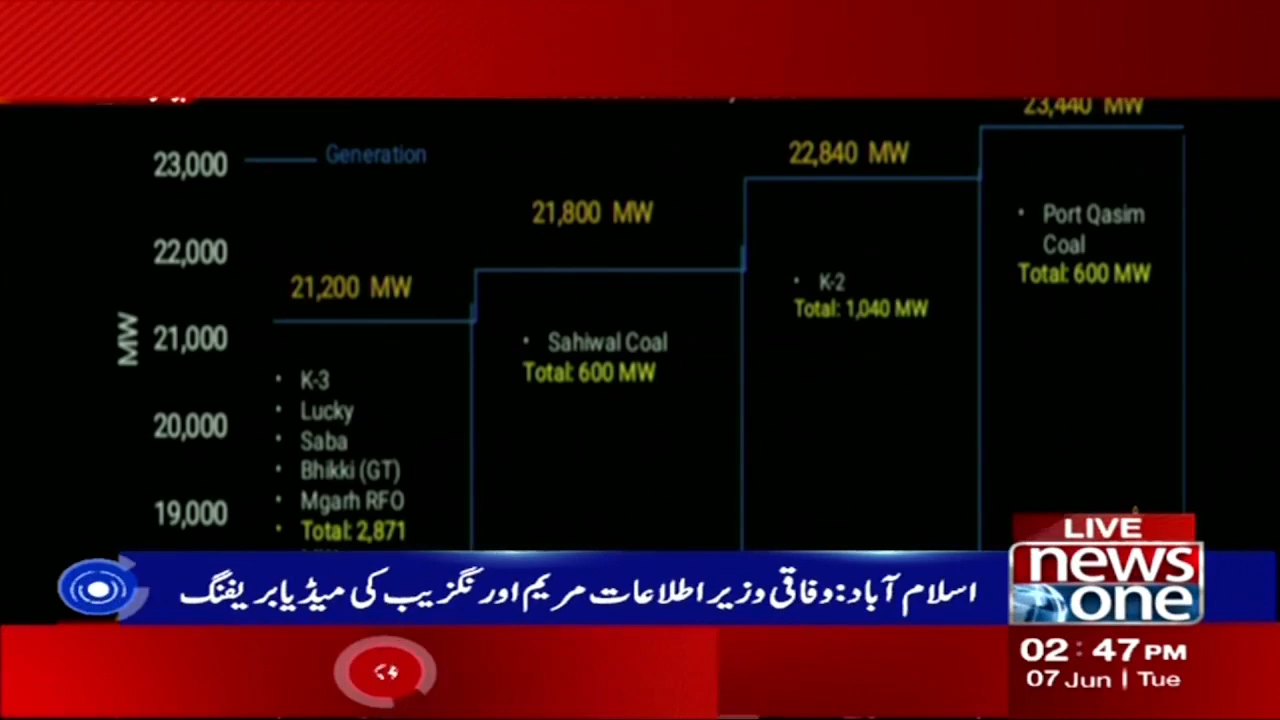 23,440 MW
23,000
Generation
22,840 MW
21,800 MW
Port Qasim
Coal
Total: 600 MW
22,000
21,200 MW
K-2
Total: 1,040 MW
MW
21,000
Sahiwal Coal
Total: 600 MW
K-3
Lucky
Saba
Bhikki (GT)
Mgarh RFO
Total: 2,871
20,000
19,000
LIVE
news
one
اسلام آباد: وفاقی وزیر اطلاعات مریم اورنگزیب کی میڈیا بریفنگ
02:47 PM
07 Jun | Tue